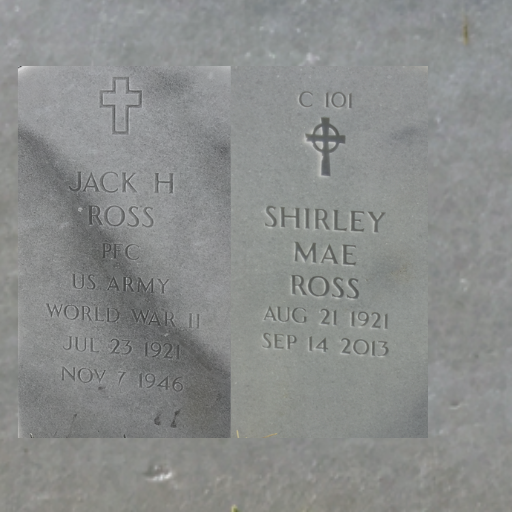 JACK H
ROSS
PFC
US ARMY
WORLD WAR II
JUL 23 1921
NOV 7 1946
C 101
SHIRLEY
MAE
ROSS
AUG 21 1921
SEP 14 2013